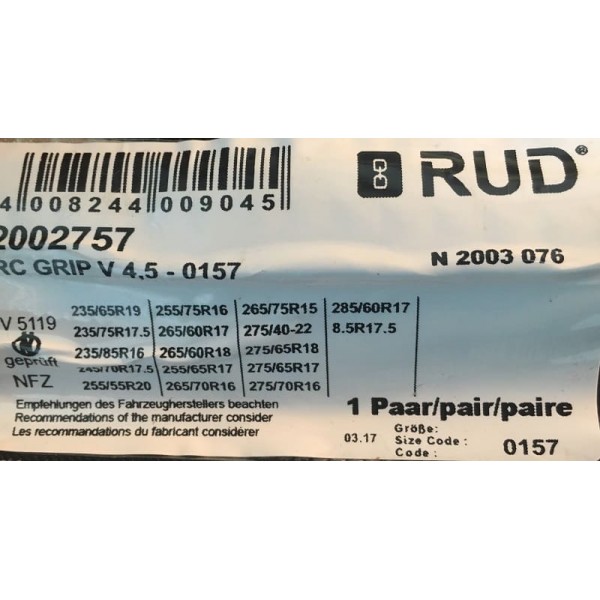 RUD®
4 008244 009045
2002757
RC GRIP V 4,5 - 0157
N 2003 076
V 5119
geprüft
NFZ
235/65R19 255/75R16 265/75R15 285/60R17
235/75R17.5 265/60R17 275/40-22 8.5R17.5
235/85R16 265/60R18 275/65R18
245/70R17.5 255/65R17 275/65R17
255/55R20 265/70R16 275/70R16
Empfehlungen des Fahrzeugherstellers beachten
Recommendations of the manufacturer consider
Les recommandations du fabricant considérer
1 Paar/pair/paire
03.17
Größe:
Size Code :
Code :
0157